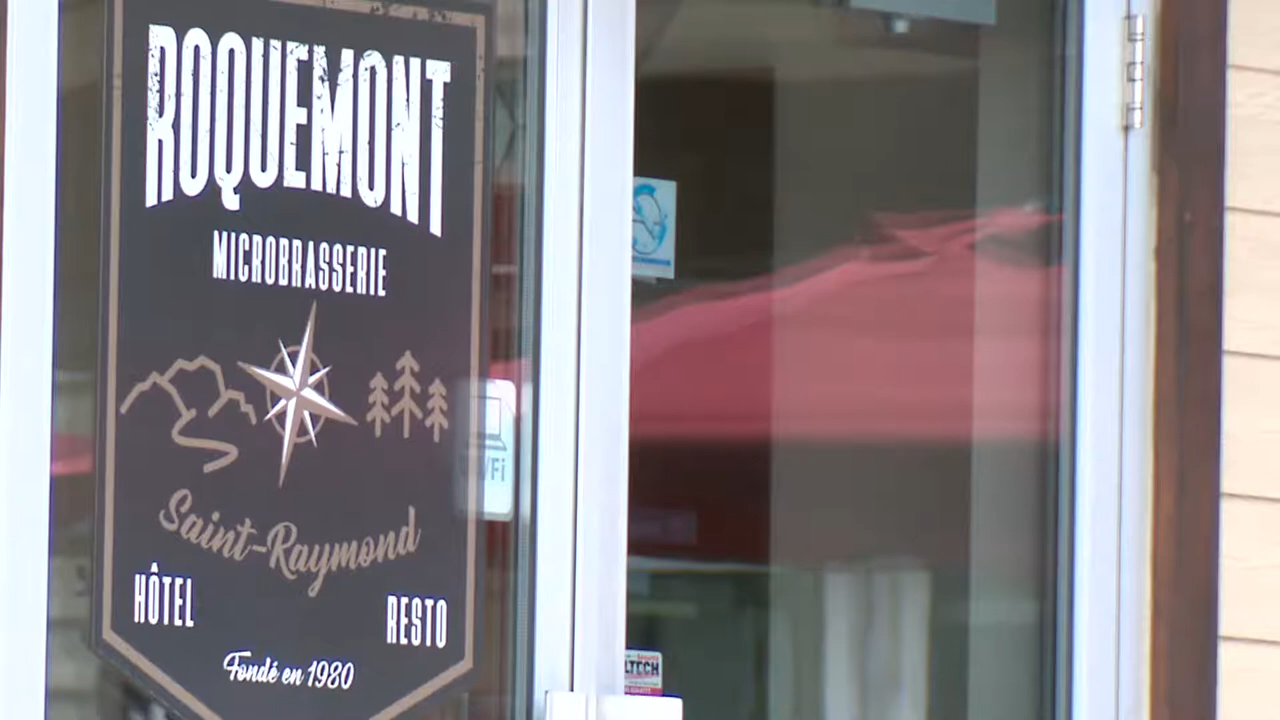 ROQUEMONT
MICROBRASSERIE
Saint-Raymond
HÔTEL
RESTO
Fondé en 1980